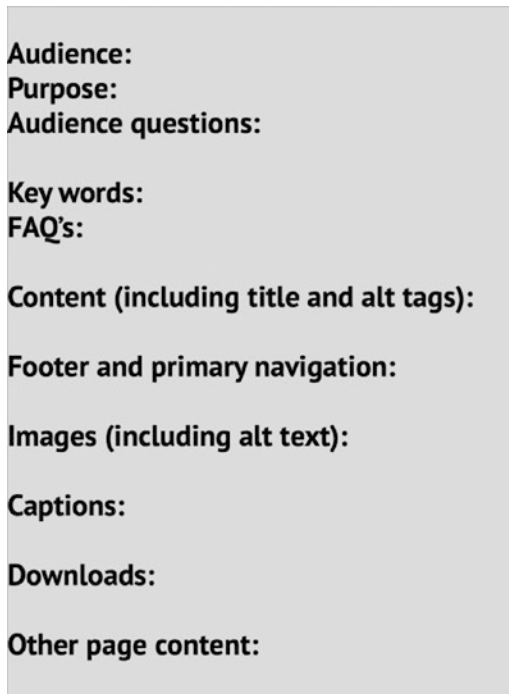 Audience:
Purpose:
Audience questions:
Key words:
FAQ's:
Content (including title and alt tags):
Footer and primary navigation:
Images (including alt text):
Captions:
Downloads:
Other page content: